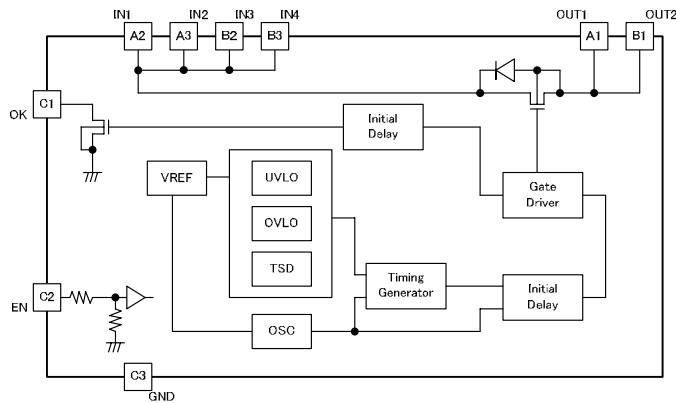 IN1 IN2 IN3 IN4 OUT1 OUT2
A2 A3 B2 B3 A1 B1
C1
OK
Initial
Delay
VREF
UVLO
OVLO
TSD
Gate
Driver
Timing
Generator
Initial
Delay
C2
EN
OSC
C3
GND